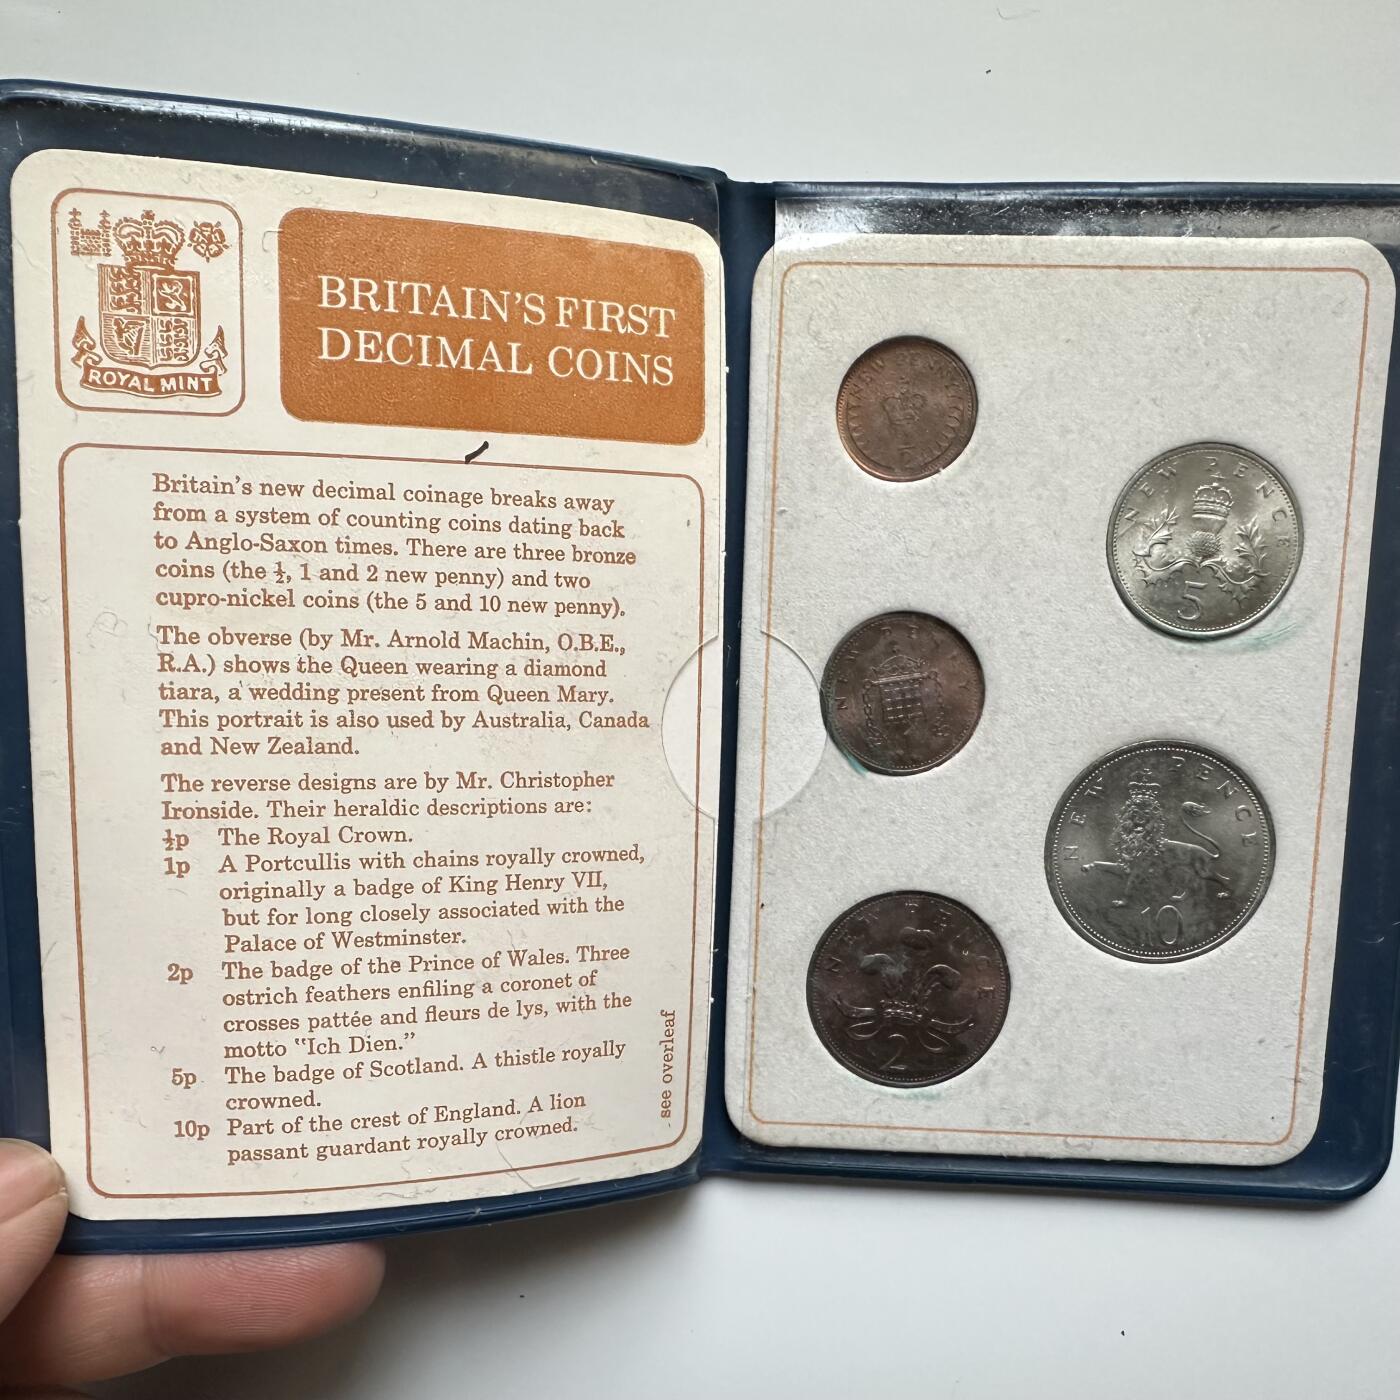 ROYAL MINT
BRITAIN'S FIRST
DECIMAL COINS
Britain's new decimal coinage breaks away
from a system of counting coins dating back
to Anglo-Saxon times. There are three bronze
coins (the ½, 1 and 2 new penny) and two
cupro-nickel coins (the 5 and 10 new penny).
The obverse (by Mr. Arnold Machin, O.B.E.,
R.A.) shows the Queen wearing a diamond
tiara, a wedding present from Queen Mary.
This portrait is also used by Australia, Canada
and New Zealand.
The reverse designs are by Mr. Christopher
Ironside. Their heraldic descriptions are:
½p The Royal Crown.
1p A Portcullis with chains royally crowned,
originally a badge of King Henry VII,
but for long closely associated with the
Palace of Westminster.
2p The badge of the Prince of Wales. Three
ostrich feathers enfiling a coronet of
crosses pattée and fleurs de lys, with the
motto "Ich Dien."
5p The badge of Scotland. A thistle royally
crowned.
10p Part of the crest of England. A lion
passant guardant royally crowned.
see overleaf
½ NEW PENNY
½
NEW PENCE
5
NEW PENNY
NEW PENCE
10
NEW PENCE
2